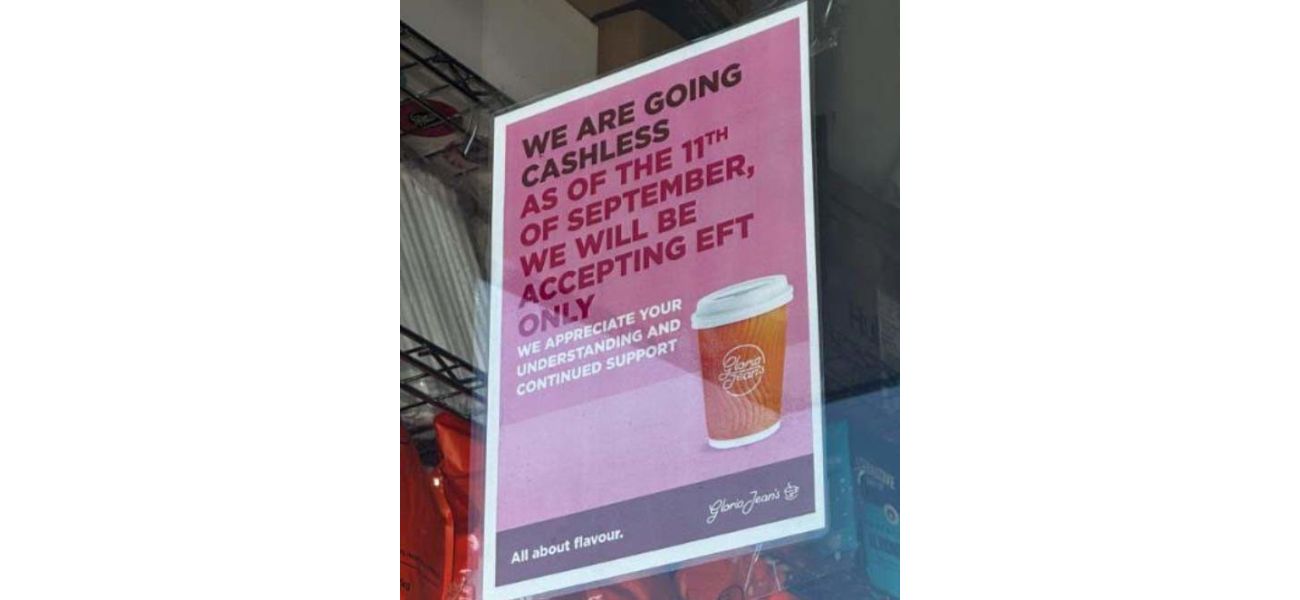 WE ARE GOING
CASHLESS
AS OF THE 11TH
OF SEPTEMBER,
WE WILL BE
ACCEPTING EFT
ONLY
WE APPRECIATE YOUR
UNDERSTANDING AND
CONTINUED SUPPORT
Gloria
Jean's
Gloria Jean's
All about flavour.